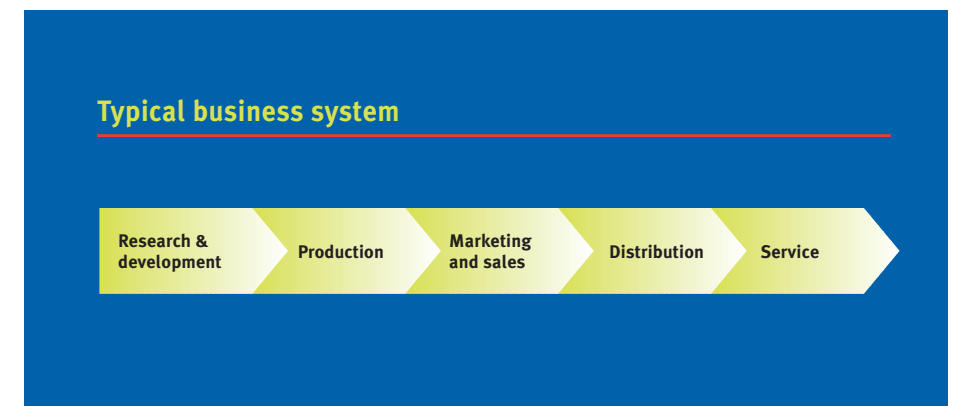 Typical business system
Research &
development
Production
Marketing
and sales
Distribution
Service